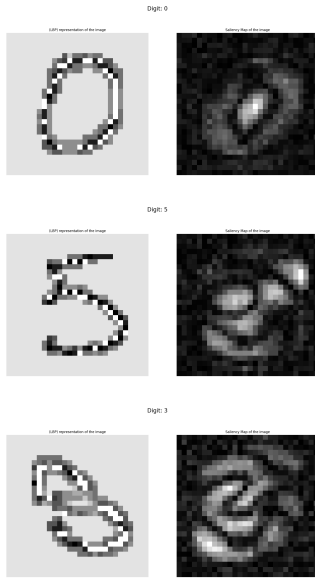 Digit: 0
(LBP) representation of the image
Saliency Map of the image
Digit: 5
(LBP) representation of the image
Saliency Map of the image
Digit: 3
(LBP) representation of the image
Saliency Map of the image